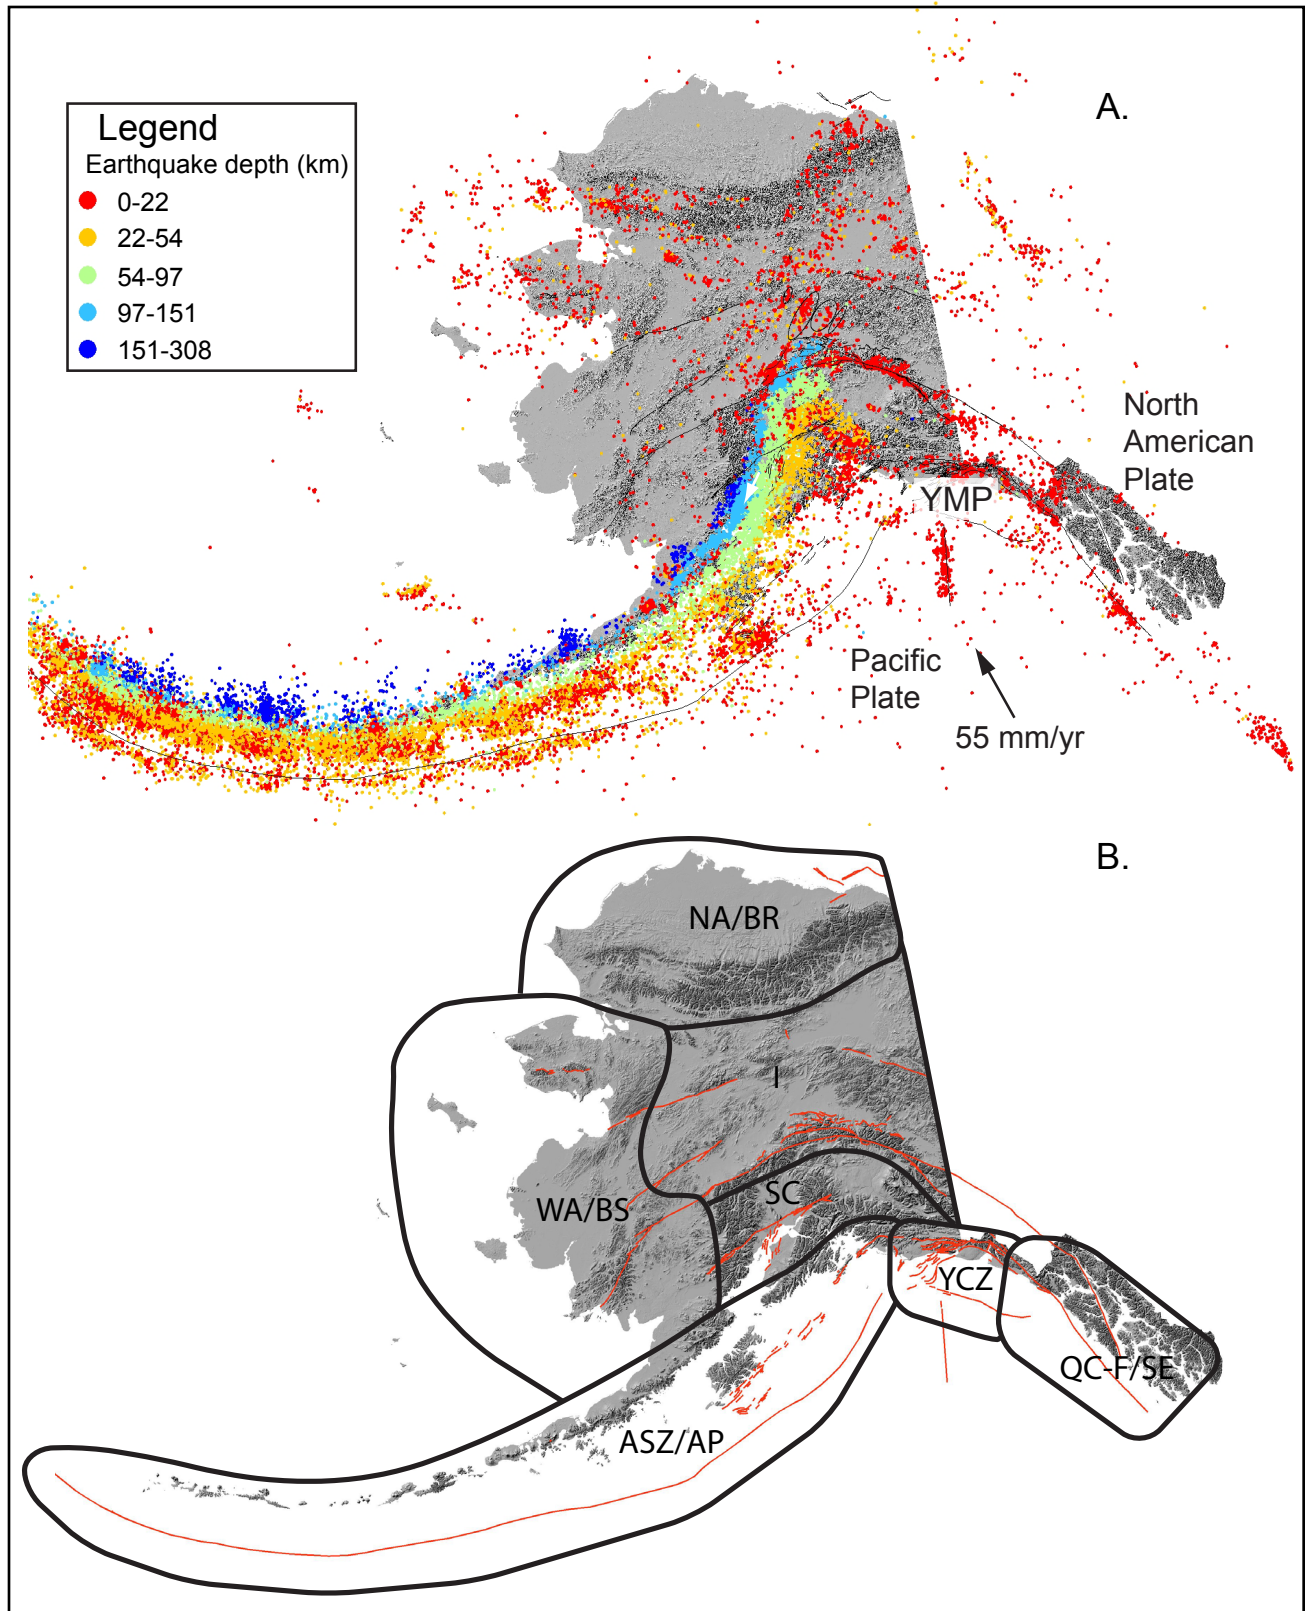 A.
Legend
Earthquake depth (km)
0-22
22-54
54-97
97-151
151-308
North
American
Plate
YMP
Pacific
Plate
55 mm/yr
B.
NA/BR
I
SC
WA/BS
YCZ
QC-F/SE
ASZ/AP